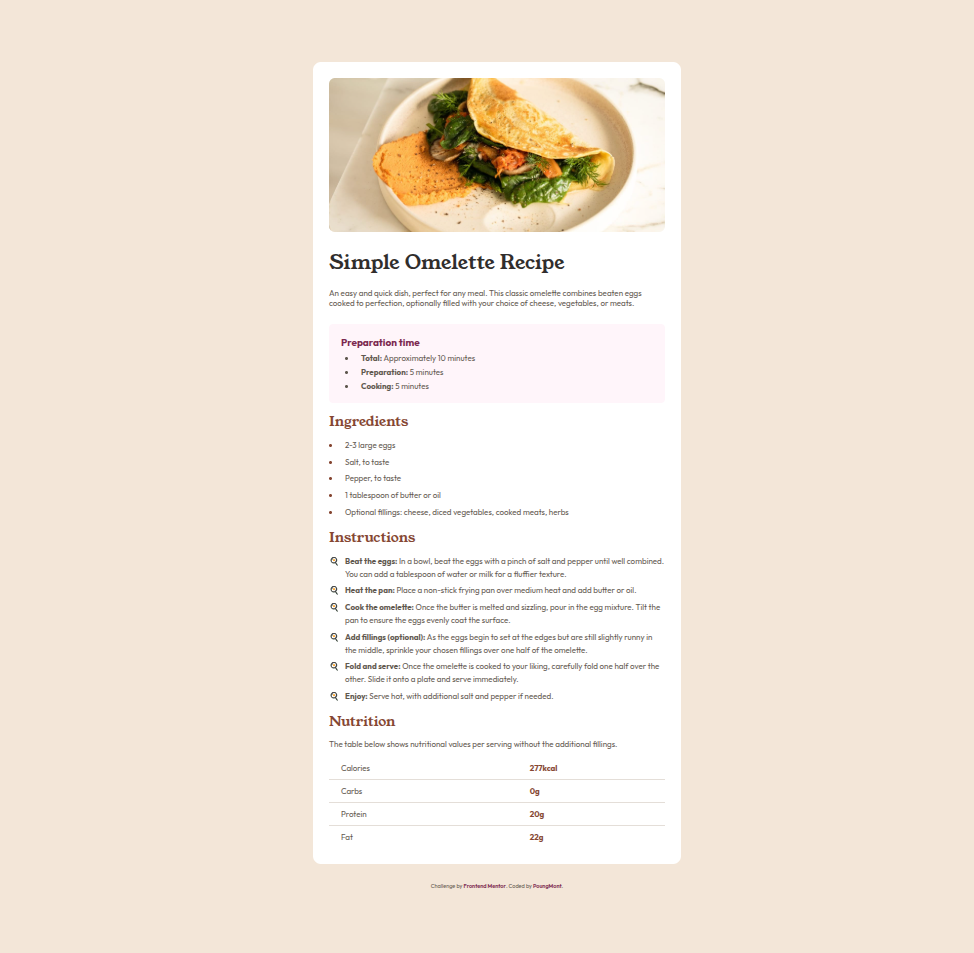 Simple Omelette Recipe
An easy and quick dish, perfect for any meal. This classic omelette combines beaten eggs
cooked to perfection, optionally filled with your choice of cheese, vegetables, or meats.
Preparation time
Total: Approximately 10 minutes
Preparation: 5 minutes
Cooking: 5 minutes
Ingredients
2-3 large eggs
Salt, to taste
Pepper, to taste
1 tablespoon of butter or oil
Optional fillings: cheese, diced vegetables, cooked meats, herbs
Instructions
Beat the eggs: In a bowl, beat the eggs with a pinch of salt and pepper until well combined.
You can add a tablespoon of water or milk for a fluffier texture.
Heat the pan: Place a non-stick frying pan over medium heat and add butter or oil.
Cook the omelette: Once the butter is melted and sizzling, pour in the egg mixture. Tilt the
pan to ensure the eggs evenly coat the surface.
Add fillings (optional): As the eggs begin to set at the edges but are still slightly runny in
the middle, sprinkle your chosen fillings over one half of the omelette.
Fold and serve: Once the omelette is cooked to your liking, carefully fold one half over the
other. Slide it onto a plate and serve immediately.
Enjoy: Serve hot, with additional salt and pepper if needed.
Nutrition
The table below shows nutritional values per serving without the additional fillings.
Calories 277kcal
Carbs 0g
Protein 20g
Fat 22g
Challenge by Frontend Mentor. Coded by PoungMont.